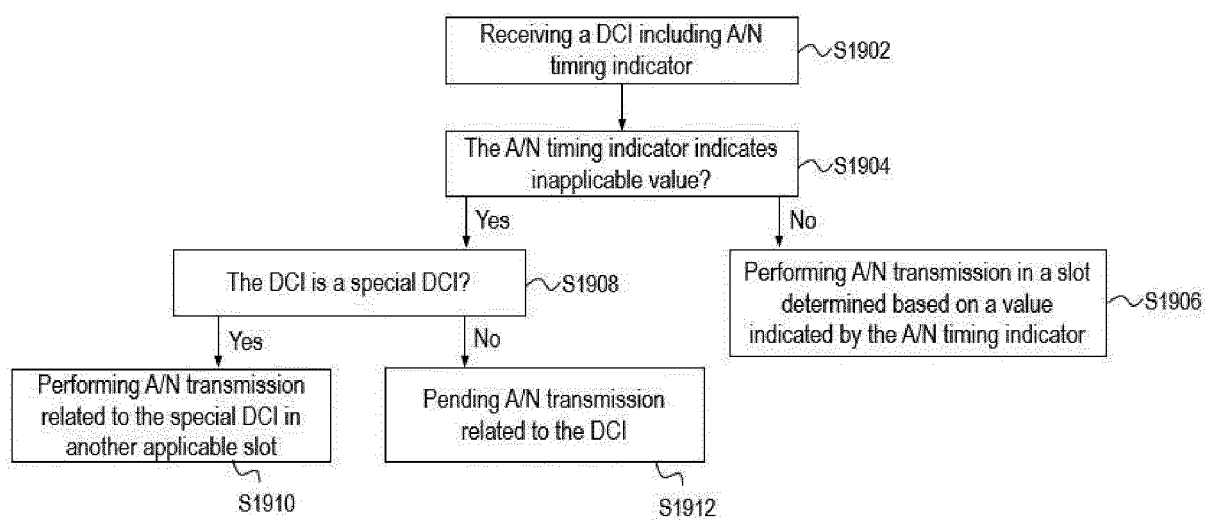 Receiving a DCI including A/N
timing indicator
S1902
The A/N timing indicator indicates
inapplicable value?
S1904
Yes
No
The DCI is a special DCI?
S1908
Performing A/N transmission in a slot
determined based on a value
indicated by the A/N timing indicator
S1906
Yes
No
Performing A/N transmission
related to the special DCI in
another applicable slot
S1910
Pending A/N transmission
related to the DCI
S1912